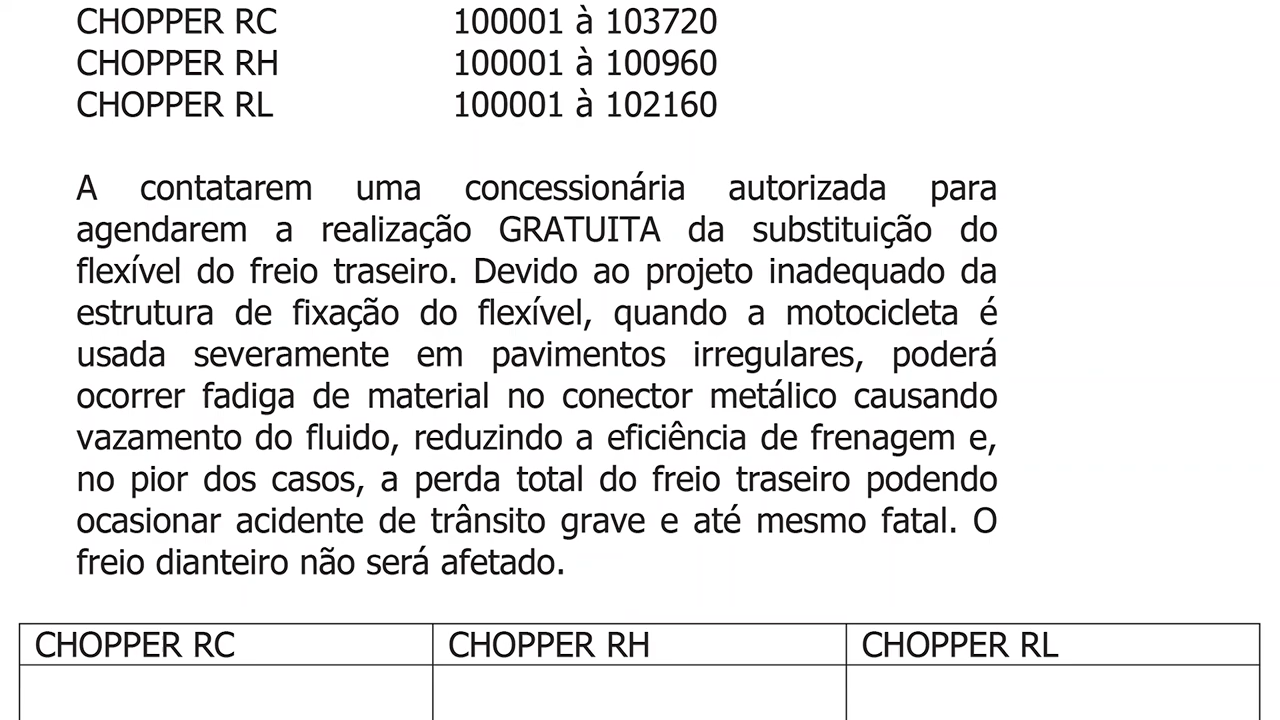 CHOPPER RC 100001 à 103720
CHOPPER RH 100001 à 100960
CHOPPER RL 100001 à 102160
A contatarem uma concessionária autorizada para
agendarem a realização GRATUITA da substituição do
flexível do freio traseiro. Devido ao projeto inadequado da
estrutura de fixação do flexível, quando a motocicleta é
usada severamente em pavimentos irregulares, poderá
ocorrer fadiga de material no conector metálico causando
vazamento do fluido, reduzindo a eficiência de frenagem e,
no pior dos casos, a perda total do freio traseiro podendo
ocasionar acidente de trânsito grave e até mesmo fatal. O
freio dianteiro não será afetado.
CHOPPER RC CHOPPER RH CHOPPER RL